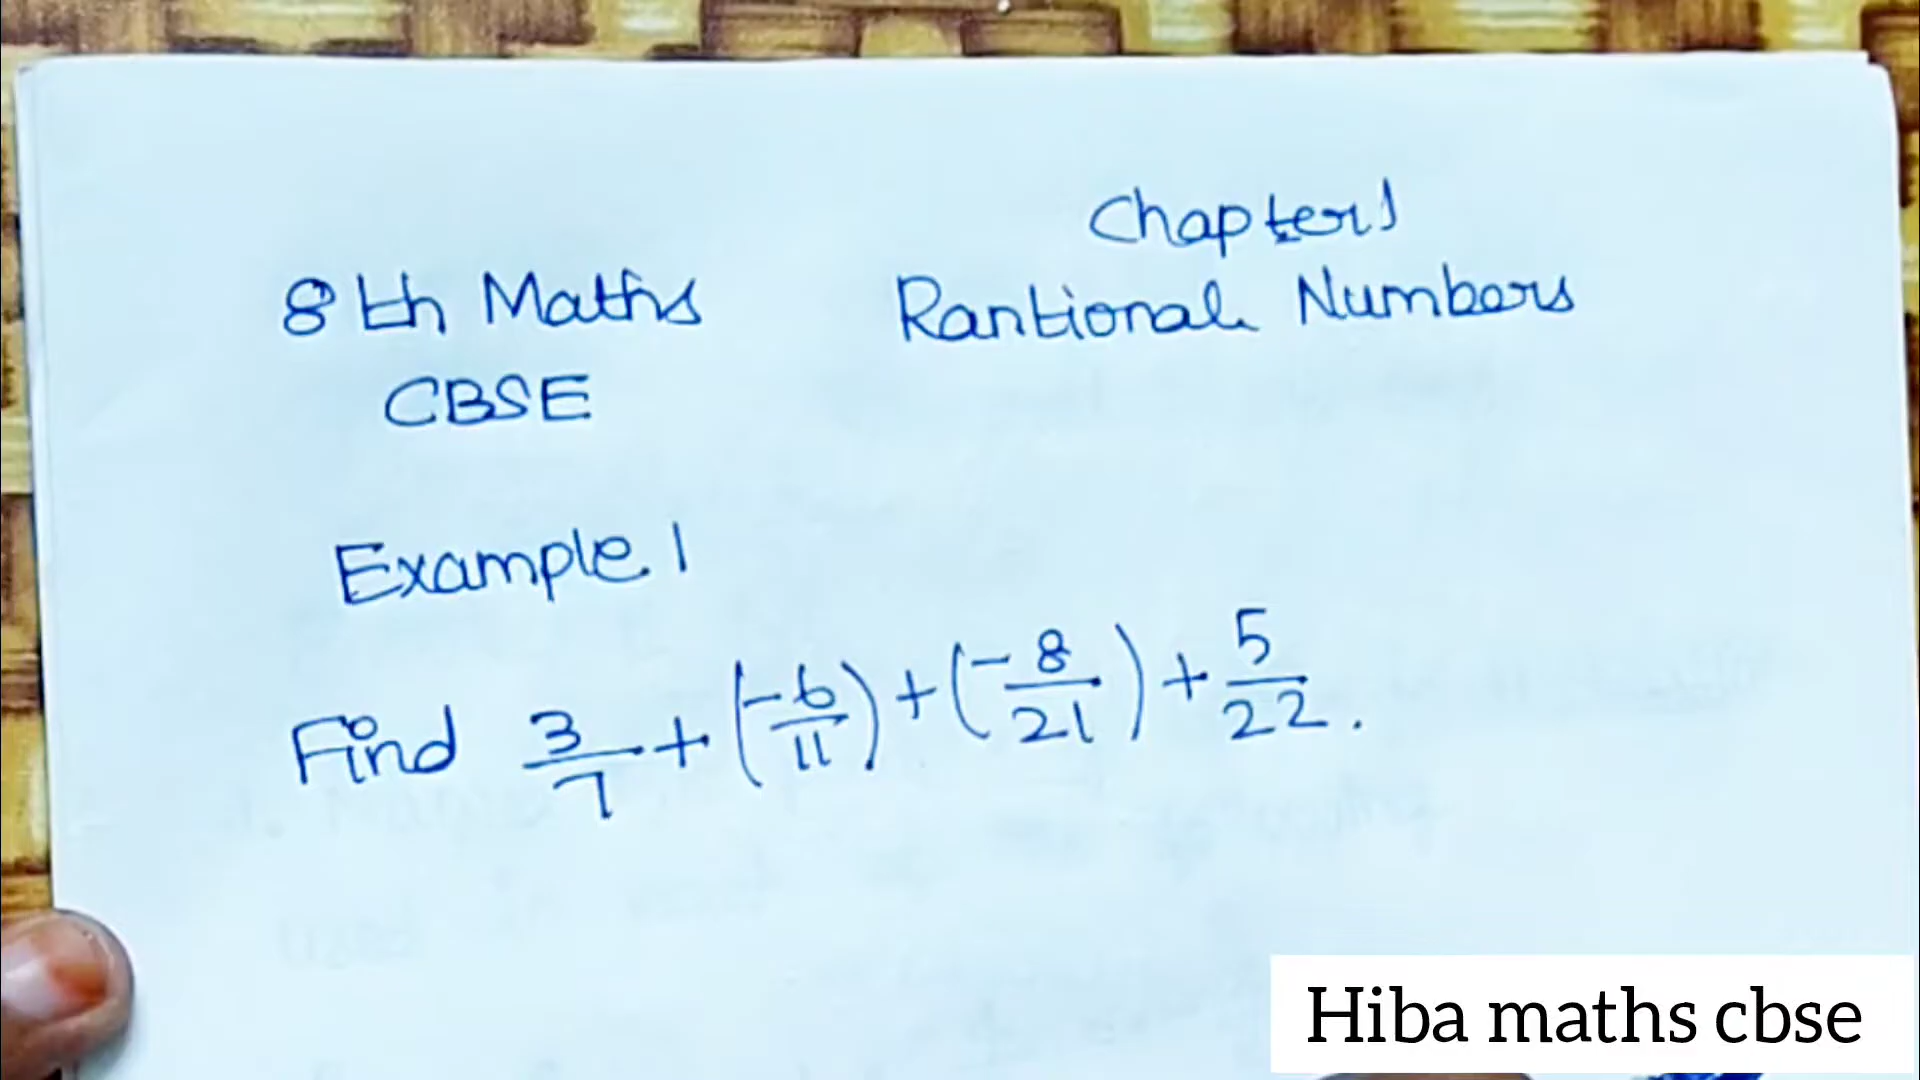 Chapter 1
8th Maths Rantional Numbers
CBSE
Example 1
Find 3/7 + (-6/11) + (-8/21) + 5/22.
Hiba maths cbse